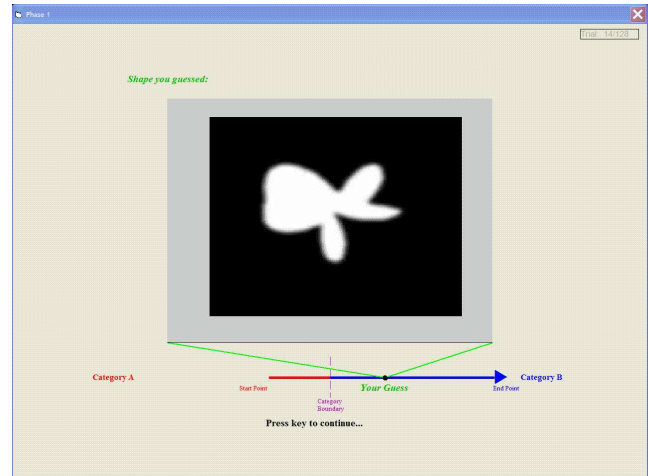 Phase 1
Trial: 14/128
Shape you guessed:
Category A
Category B
Start Point
Your Guess
End Point
Category
Boundary
Press key to continue...